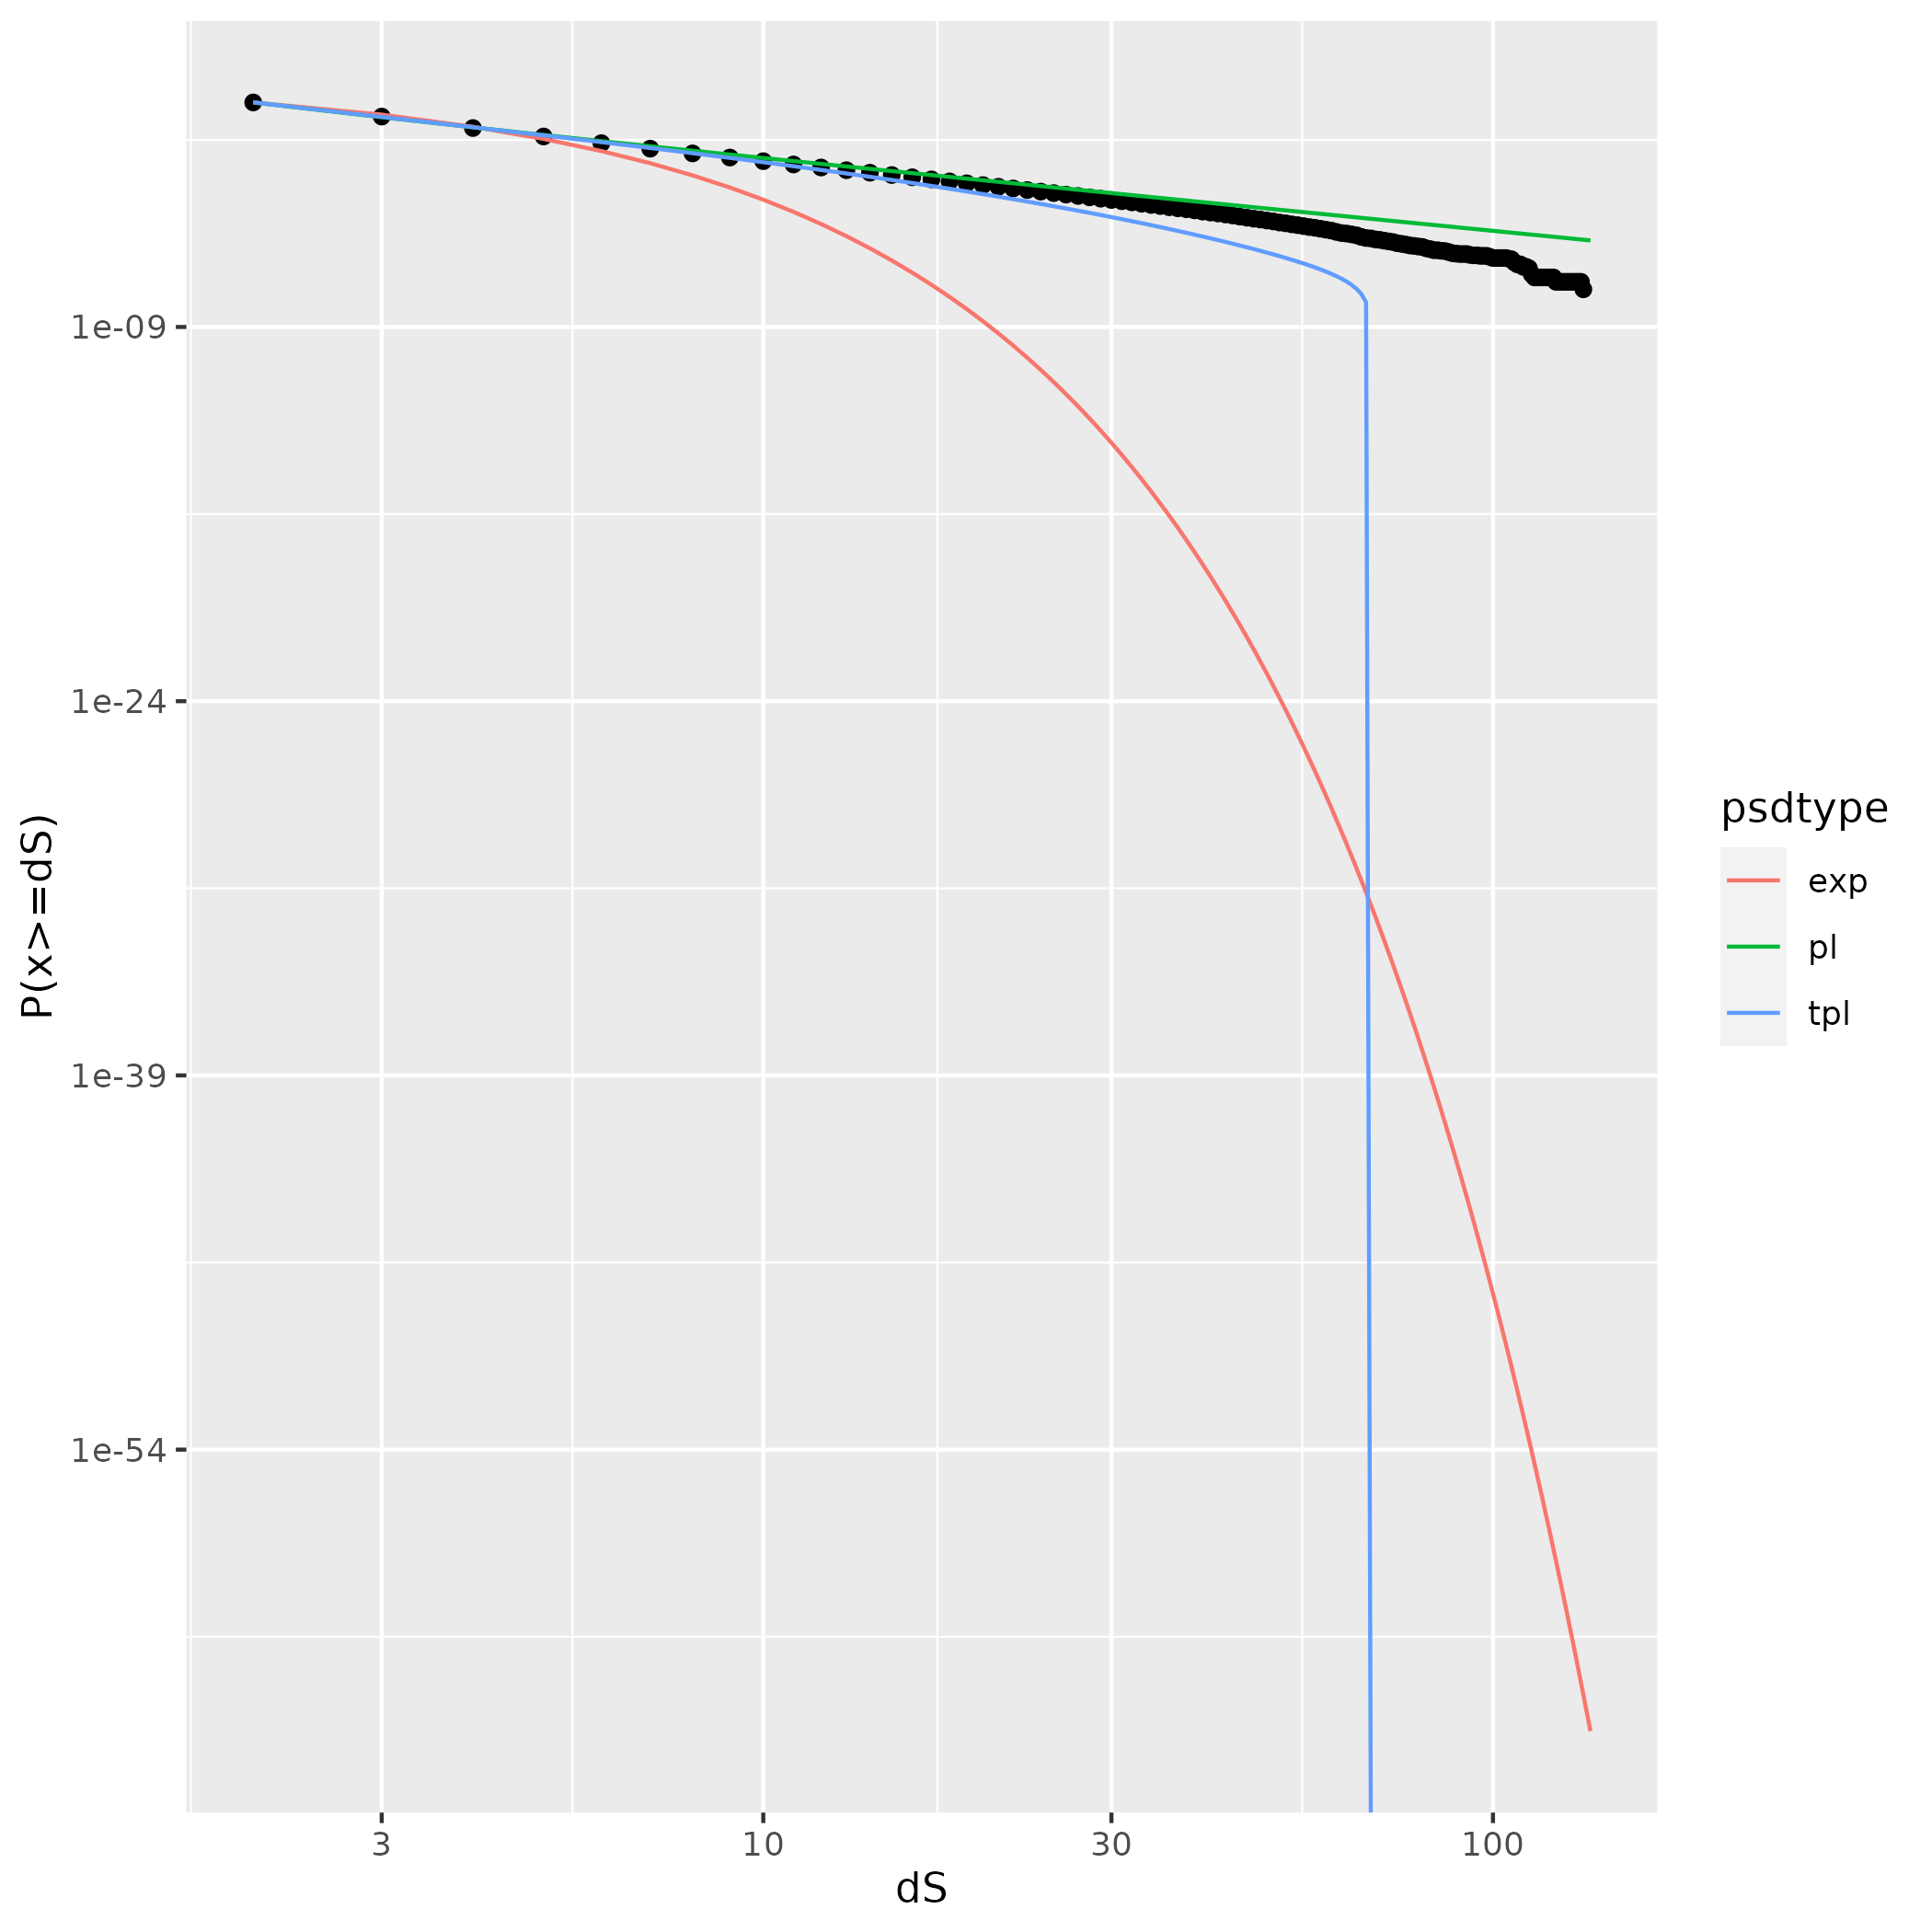 1e-09
1e-24
1e-39
1e-54
P(x>=dS)
3
10
30
100
dS
psdtype
exp
pl
tpl